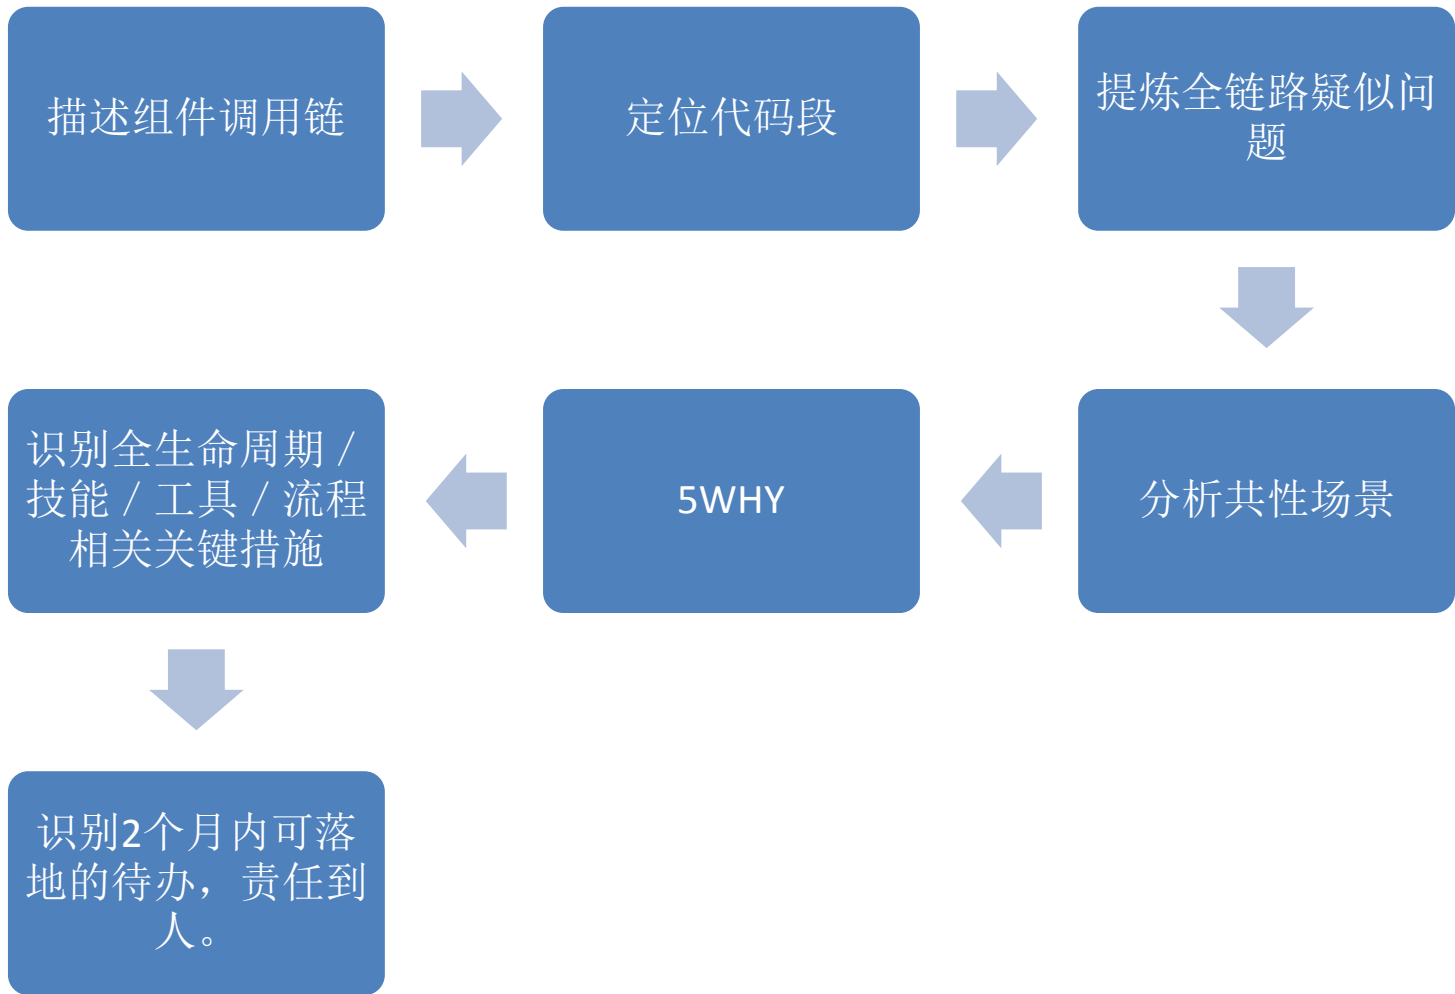 描述组件调用链
定位代码段
提炼全链路疑似问
题
分析共性场景
5WHY
识别全生命周期／
技能／工具／流程
相关关键措施
识别2个月内可落
地的待办，责任到
人。